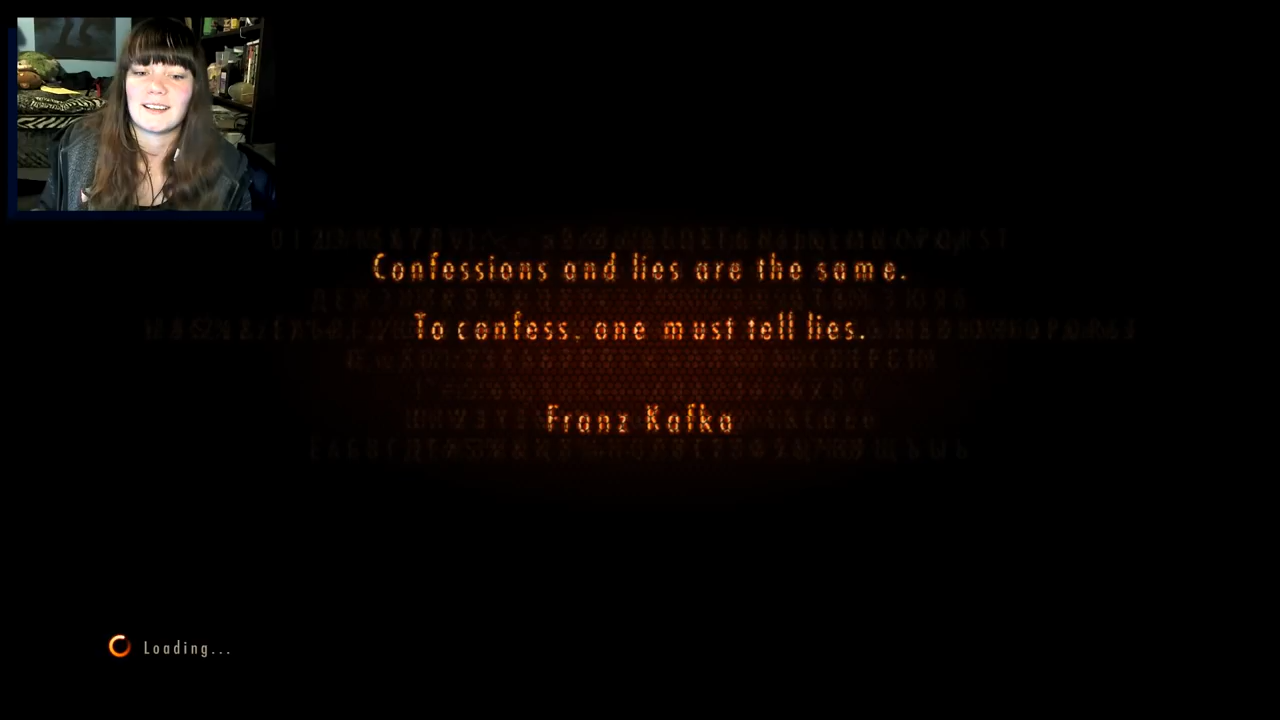 Confessions and lies are the same.
To confess, one must tell lies.
Franz Kafka
Loading...